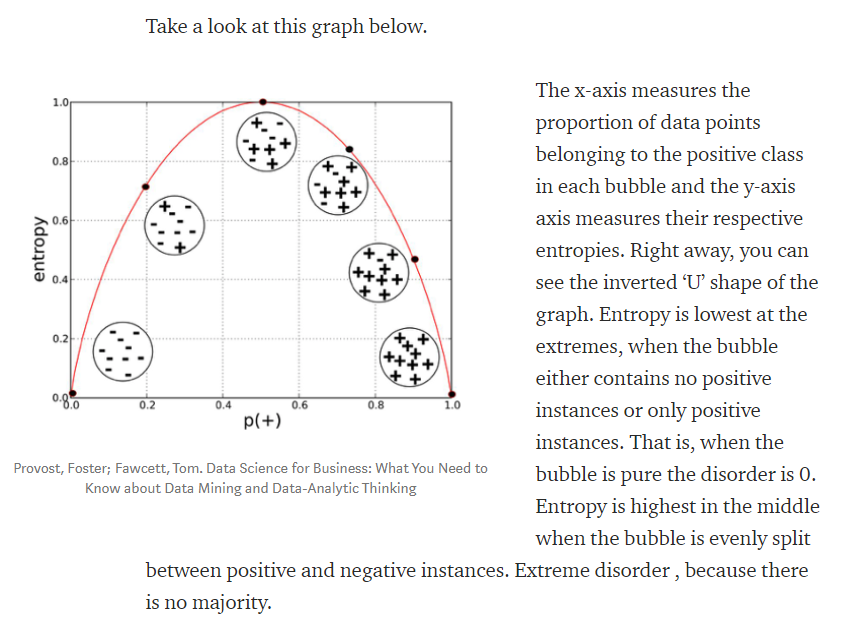 Take a look at this graph below.
1.0
0.8
0.6
0.4
0.2
0.0
entropy
0.0 0.2 0.4 0.6 0.8 1.0
p(+)
Provost, Foster; Fawcett, Tom. Data Science for Business: What You Need to
Know about Data Mining and Data-Analytic Thinking
The x-axis measures the
proportion of data points
belonging to the positive class
in each bubble and the y-axis
axis measures their respective
entropies. Right away, you can
see the inverted ‘U’ shape of the
graph. Entropy is lowest at the
extremes, when the bubble
either contains no positive
instances or only positive
instances. That is, when the
bubble is pure the disorder is 0.
Entropy is highest in the middle
when the bubble is evenly split
between positive and negative instances. Extreme disorder , because there
is no majority.